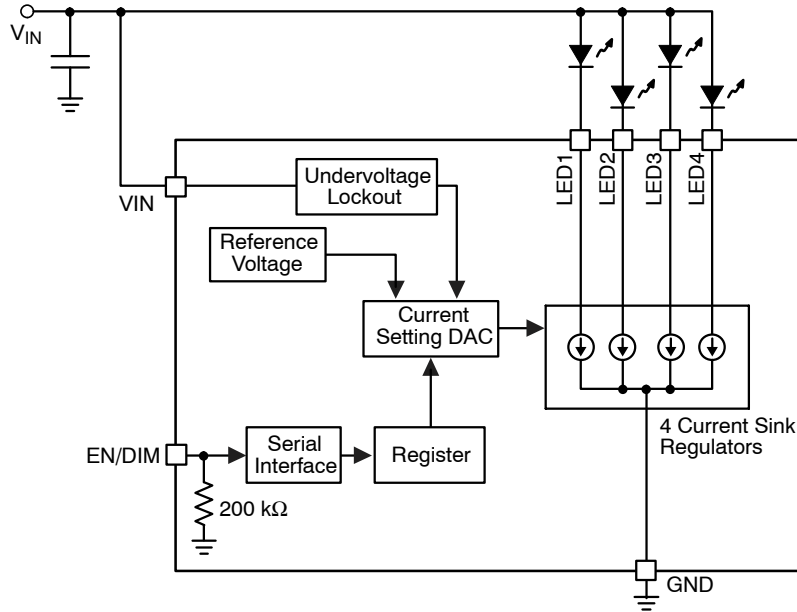 VIN
LED1
LED2
LED3
LED4
VIN
Undervoltage
Lockout
Reference
Voltage
Current
Setting DAC
4 Current Sink
Regulators
EN/DIM
Serial
Interface
Register
200 kΩ
GND